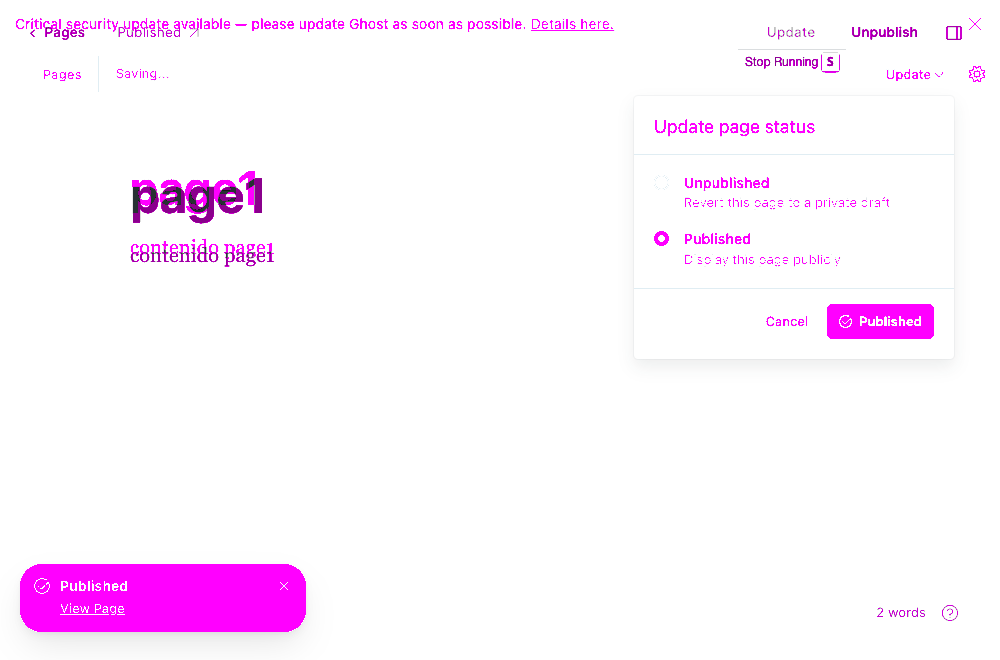 Critical security update available — please update Ghost as soon as possible. Details here.
Pages Published Update Unpublish
Stop Running S
Pages Saving... Update
Update page status
Unpublished
Revert this page to a private draft
Published
Display this page publicly
Cancel Published
page1
page1
contenido page1
contenido page1
Published
View Page
2 words